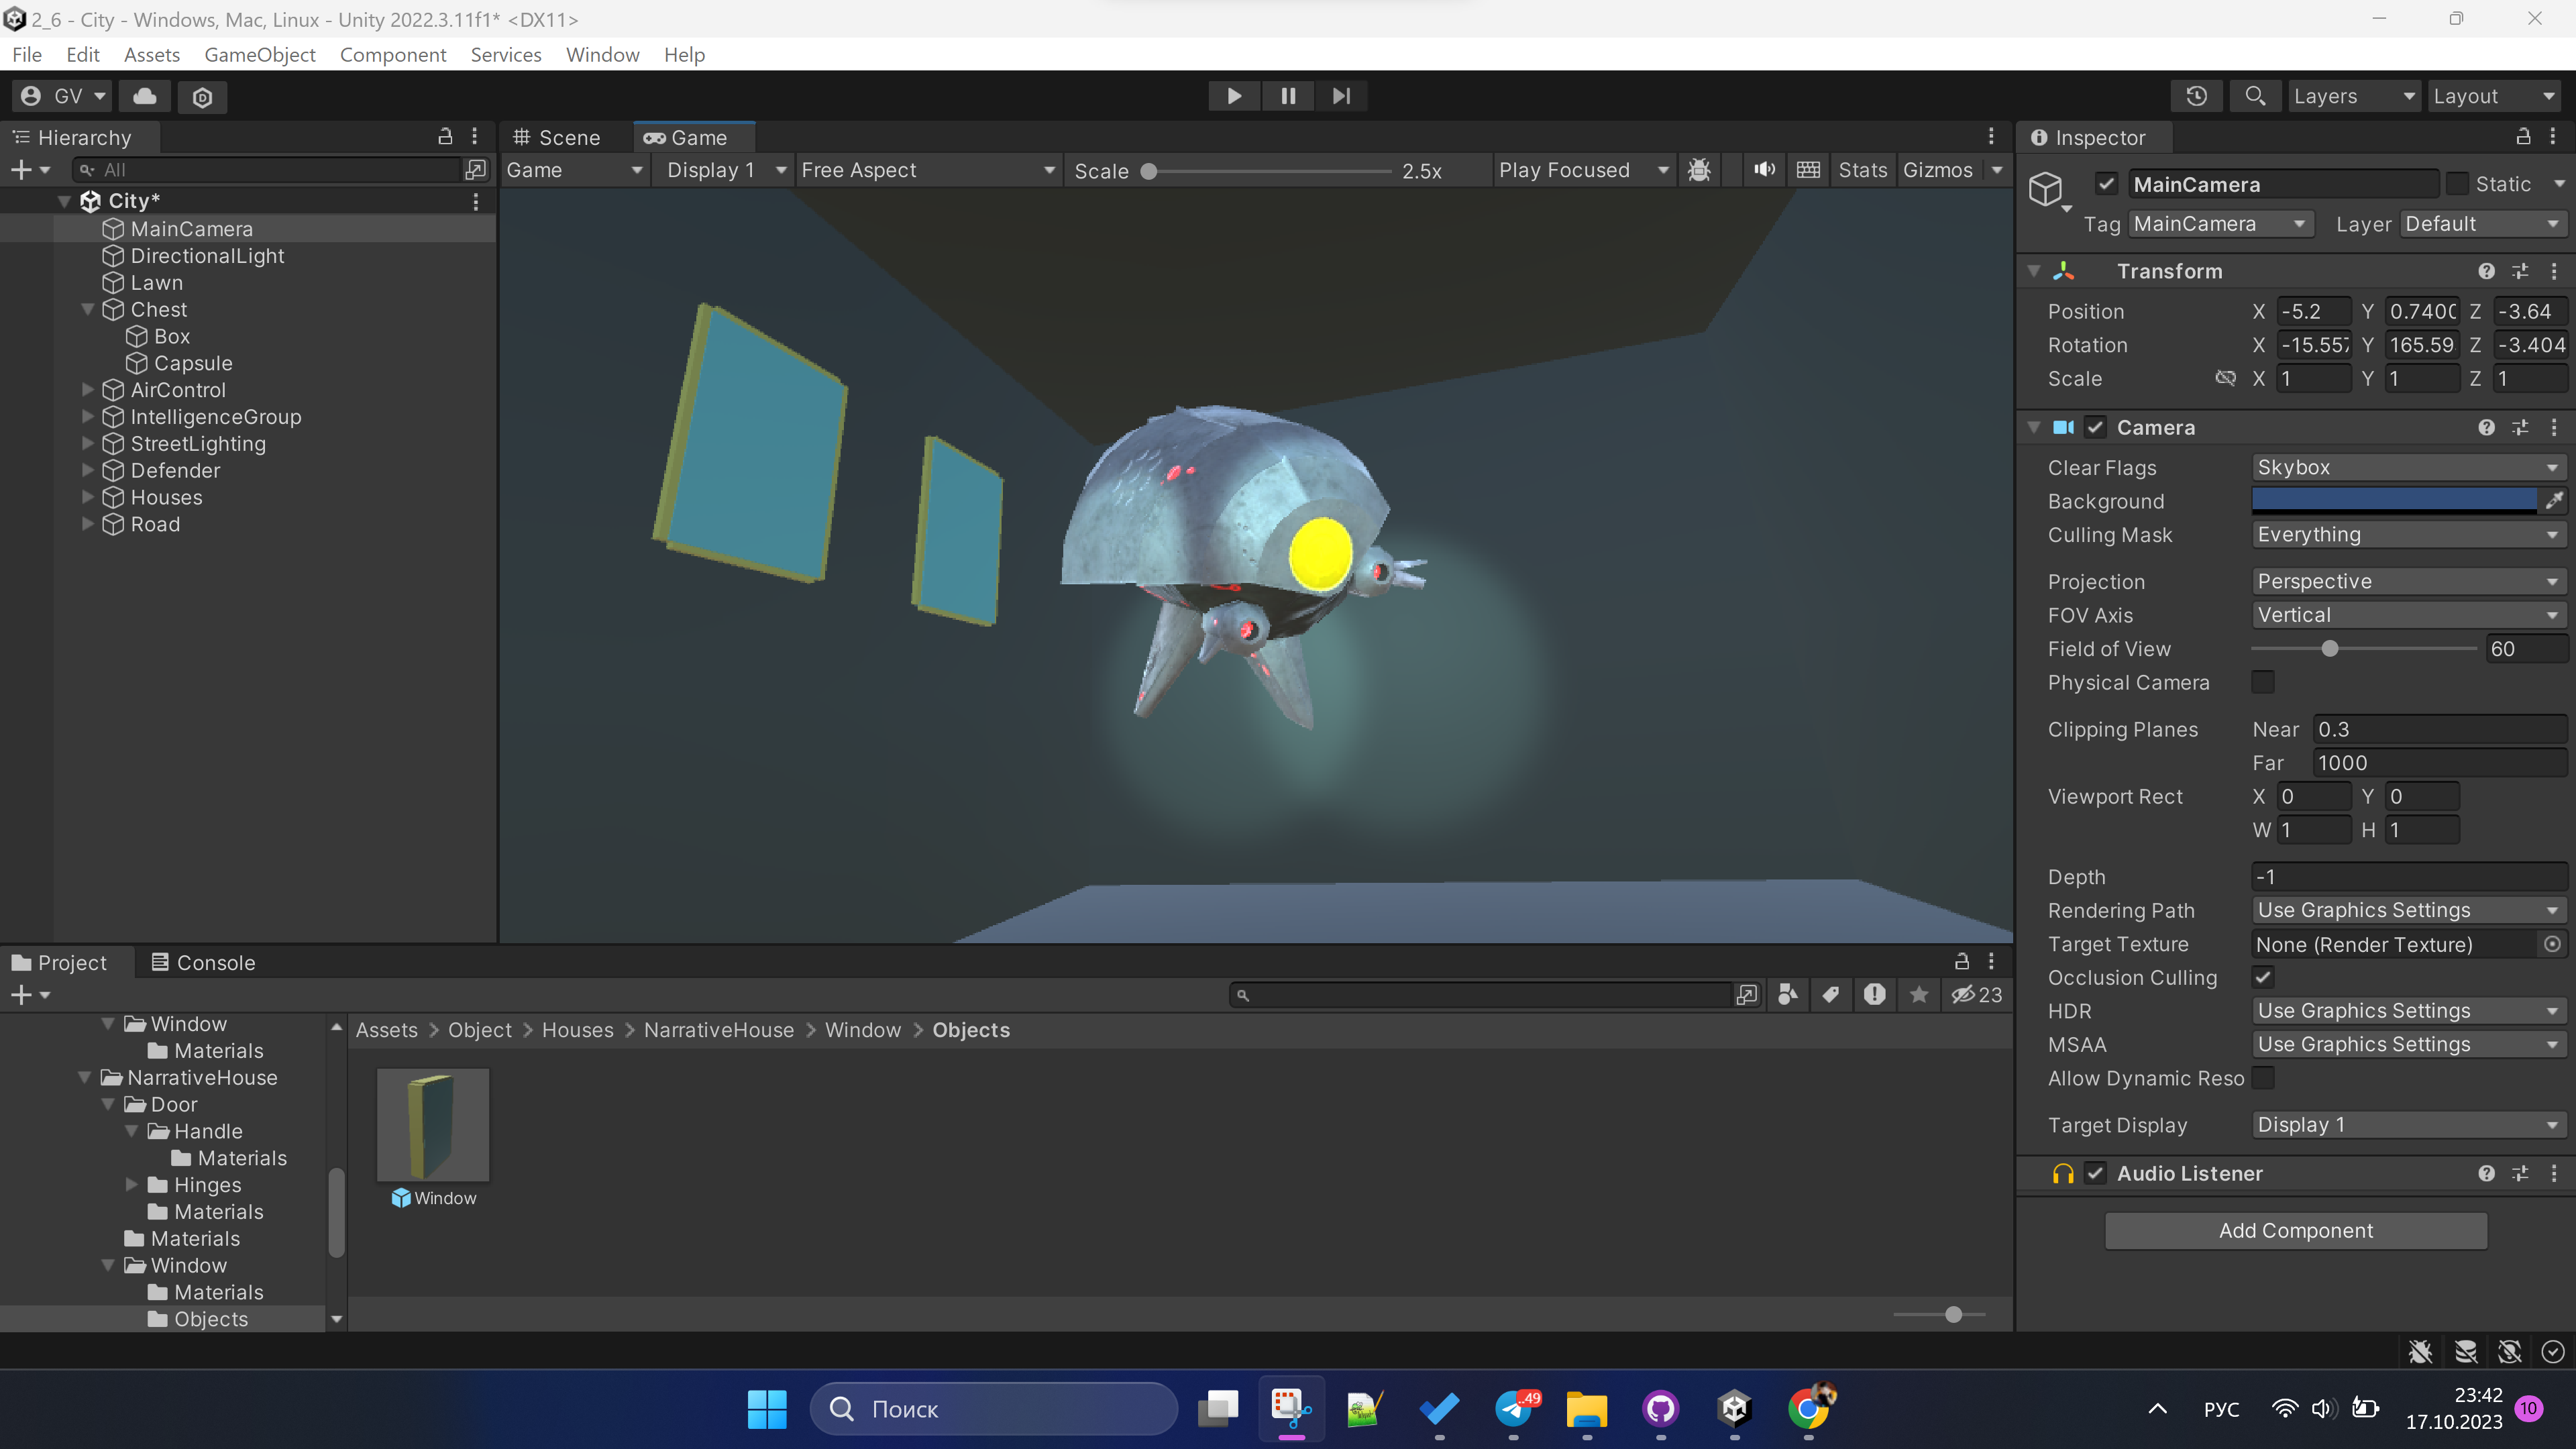 2_6 - City - Windows, Mac, Linux - Unity 2022.3.11f1* <DX11>
File Edit Assets GameObject Component Services Window Help
GV
Layers Layout
Hierarchy
All
City*
MainCamera
DirectionalLight
Lawn
Chest
Box
Capsule
AirControl
IntelligenceGroup
StreetLighting
Defender
Houses
Road
Scene Game
Game Display 1 Free Aspect Scale 2.5x Play Focused Stats Gizmos
Inspector
MainCamera Static
Tag MainCamera Layer Default
Transform
Position X -5.2 Y 0.740 Z -3.64
Rotation X -15.557 Y 165.59 Z -3.404
Scale X 1 Y 1 Z 1
Camera
Clear Flags Skybox
Background
Culling Mask Everything
Projection Perspective
FOV Axis Vertical
Field of View 60
Physical Camera
Clipping Planes Near 0.3
Far 1000
Viewport Rect X 0 Y 0
W 1 H 1
Depth -1
Rendering Path Use Graphics Settings
Target Texture None (Render Texture)
Occlusion Culling
HDR Use Graphics Settings
MSAA Use Graphics Settings
Allow Dynamic Reso
Target Display Display 1
Audio Listener
Add Component
Project Console
23
Window
Materials
NarrativeHouse
Door
Handle
Materials
Hinges
Materials
Materials
Window
Materials
Objects
Assets > Object > Houses > NarrativeHouse > Window > Objects
Window
Поиск
..49
РУС
23:42
17.10.2023
10